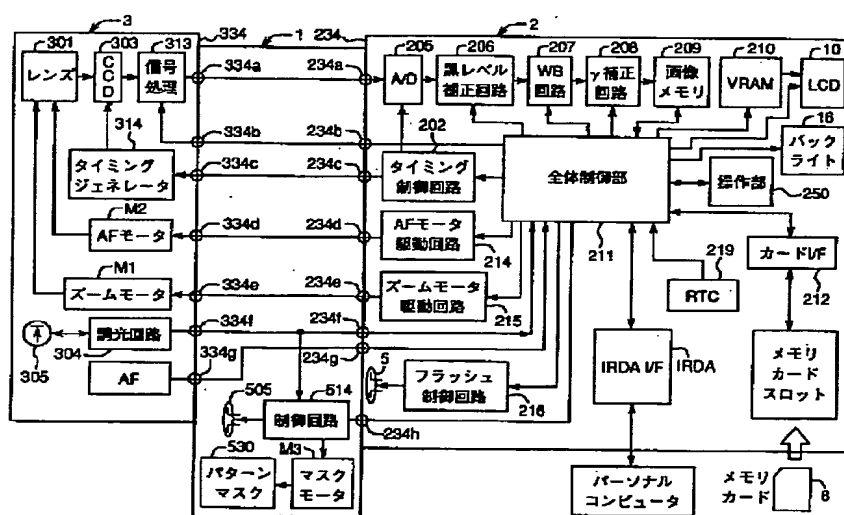 3
334
1
234
2
301
303
313
レンズ
CCD
信号
処理
334a
234a
205
A/D
206
黒レベル
補正回路
207
WB
回路
208
γ補正
回路
209
画像
メモリ
210
VRAM
10
LCD
314
タイミング
ジェネレータ
334b
234b
334c
234c
202
タイミング
制御回路
全体制御部
211
16
バック
ライト
操作部
250
M2
AFモータ
334d
234d
AFモータ
駆動回路
214
M1
ズームモータ
334e
234e
ズームモータ
駆動回路
215
219
RTC
カードI/F
212
305
調光回路
304
334f
234f
AF
334g
234g
5
フラッシュ
制御回路
216
IRDA I/F
IRDA
メモリ
カード
スロット
505
514
制御回路
234h
530
パターン
マスク
M3
マスク
モータ
パーソナル
コンピュータ
メモリ
カード
8